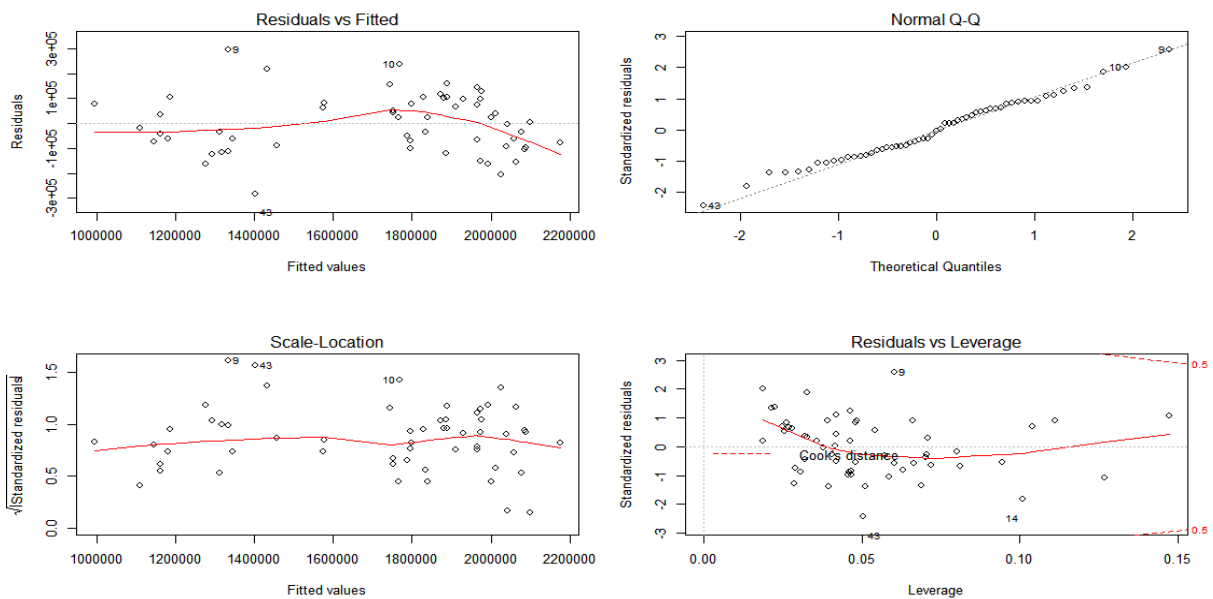 Residuals vs Fitted
Residuals
-3e+05 -1e+05 1e+05 3e+05
9
10
43
1000000 1200000 1400000 1600000 1800000 2000000 2200000
Fitted values
Normal Q-Q
Standardized residuals
-2 -1 0 1 2 3
9
10
43
-2 -1 0 1 2
Theoretical Quantiles
Scale-Location
√|Standardized residuals|
0.0 0.5 1.0 1.5
9
43
10
1000000 1200000 1400000 1600000 1800000 2000000 2200000
Fitted values
Residuals vs Leverage
Standardized residuals
-3 -2 -1 0 1 2 3
9
0.5
Cook's distance
14
43
0.5
0.00 0.05 0.10 0.15
Leverage